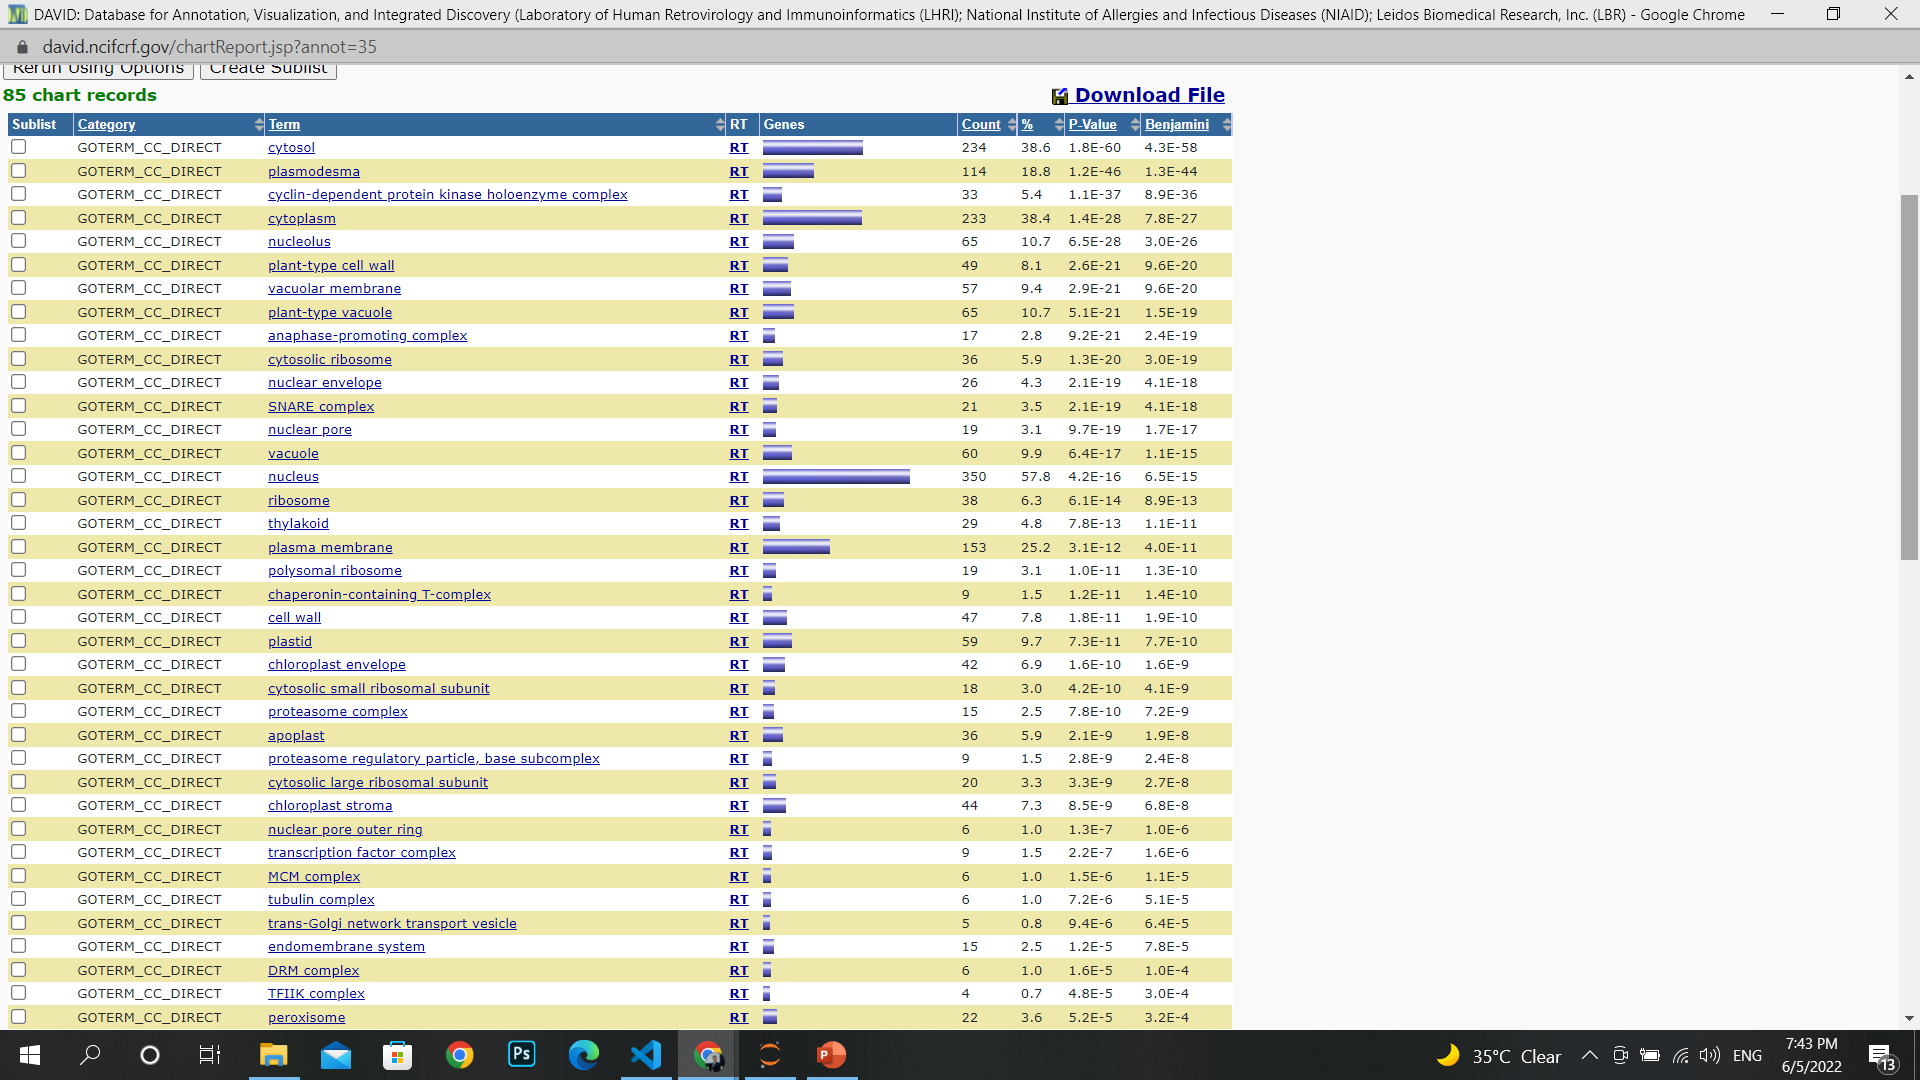 DAVID: Database for Annotation, Visualization, and Integrated Discovery (Laboratory of Human Retrovirology and Immunoinformatics (LHRI); National Institute of Allergies and Infectious Diseases (NIAID); Leidos Biomedical Research, Inc. (LBR) - Google Chrome
david.ncifcrf.gov/chartReport.jsp?annot=35
Rerun Using Options Create Sublist
85 chart records Download File
Sublist Category Term RT Genes Count % P-Value Benjamini
GOTERM_CC_DIRECT cytosol RT 234 38.6 1.8E-60 4.3E-58
GOTERM_CC_DIRECT plasmodesma RT 114 18.8 1.2E-46 1.3E-44
GOTERM_CC_DIRECT cyclin-dependent protein kinase holoenzyme complex RT 33 5.4 1.1E-37 8.9E-36
GOTERM_CC_DIRECT cytoplasm RT 233 38.4 1.4E-28 7.8E-27
GOTERM_CC_DIRECT nucleolus RT 65 10.7 6.5E-28 3.0E-26
GOTERM_CC_DIRECT plant-type cell wall RT 49 8.1 2.6E-21 9.6E-20
GOTERM_CC_DIRECT vacuolar membrane RT 57 9.4 2.9E-21 9.6E-20
GOTERM_CC_DIRECT plant-type vacuole RT 65 10.7 5.1E-21 1.5E-19
GOTERM_CC_DIRECT anaphase-promoting complex RT 17 2.8 9.2E-21 2.4E-19
GOTERM_CC_DIRECT cytosolic ribosome RT 36 5.9 1.3E-20 3.0E-19
GOTERM_CC_DIRECT nuclear envelope RT 26 4.3 2.1E-19 4.1E-18
GOTERM_CC_DIRECT SNARE complex RT 21 3.5 2.1E-19 4.1E-18
GOTERM_CC_DIRECT nuclear pore RT 19 3.1 9.7E-19 1.7E-17
GOTERM_CC_DIRECT vacuole RT 60 9.9 6.4E-17 1.1E-15
GOTERM_CC_DIRECT nucleus RT 350 57.8 4.2E-16 6.5E-15
GOTERM_CC_DIRECT ribosome RT 38 6.3 6.1E-14 8.9E-13
GOTERM_CC_DIRECT thylakoid RT 29 4.8 7.8E-13 1.1E-11
GOTERM_CC_DIRECT plasma membrane RT 153 25.2 3.1E-12 4.0E-11
GOTERM_CC_DIRECT polysomal ribosome RT 19 3.1 1.0E-11 1.3E-10
GOTERM_CC_DIRECT chaperonin-containing T-complex RT 9 1.5 1.2E-11 1.4E-10
GOTERM_CC_DIRECT cell wall RT 47 7.8 1.8E-11 1.9E-10
GOTERM_CC_DIRECT plastid RT 59 9.7 7.3E-11 7.7E-10
GOTERM_CC_DIRECT chloroplast envelope RT 42 6.9 1.6E-10 1.6E-9
GOTERM_CC_DIRECT cytosolic small ribosomal subunit RT 18 3.0 4.2E-10 4.1E-9
GOTERM_CC_DIRECT proteasome complex RT 15 2.5 7.8E-10 7.2E-9
GOTERM_CC_DIRECT apoplast RT 36 5.9 2.1E-9 1.9E-8
GOTERM_CC_DIRECT proteasome regulatory particle, base subcomplex RT 9 1.5 2.8E-9 2.4E-8
GOTERM_CC_DIRECT cytosolic large ribosomal subunit RT 20 3.3 3.3E-9 2.7E-8
GOTERM_CC_DIRECT chloroplast stroma RT 44 7.3 8.5E-9 6.8E-8
GOTERM_CC_DIRECT nuclear pore outer ring RT 6 1.0 1.3E-7 1.0E-6
GOTERM_CC_DIRECT transcription factor complex RT 9 1.5 2.2E-7 1.6E-6
GOTERM_CC_DIRECT MCM complex RT 6 1.0 1.5E-6 1.1E-5
GOTERM_CC_DIRECT tubulin complex RT 6 1.0 7.2E-6 5.1E-5
GOTERM_CC_DIRECT trans-Golgi network transport vesicle RT 5 0.8 9.4E-6 6.4E-5
GOTERM_CC_DIRECT endomembrane system RT 15 2.5 1.2E-5 7.8E-5
GOTERM_CC_DIRECT DRM complex RT 6 1.0 1.6E-5 1.0E-4
GOTERM_CC_DIRECT TFIIK complex RT 4 0.7 4.8E-5 3.0E-4
GOTERM_CC_DIRECT peroxisome RT 22 3.6 5.2E-5 3.2E-4
Ps P 35°C Clear ENG 7:43 PM
6/5/2022 13